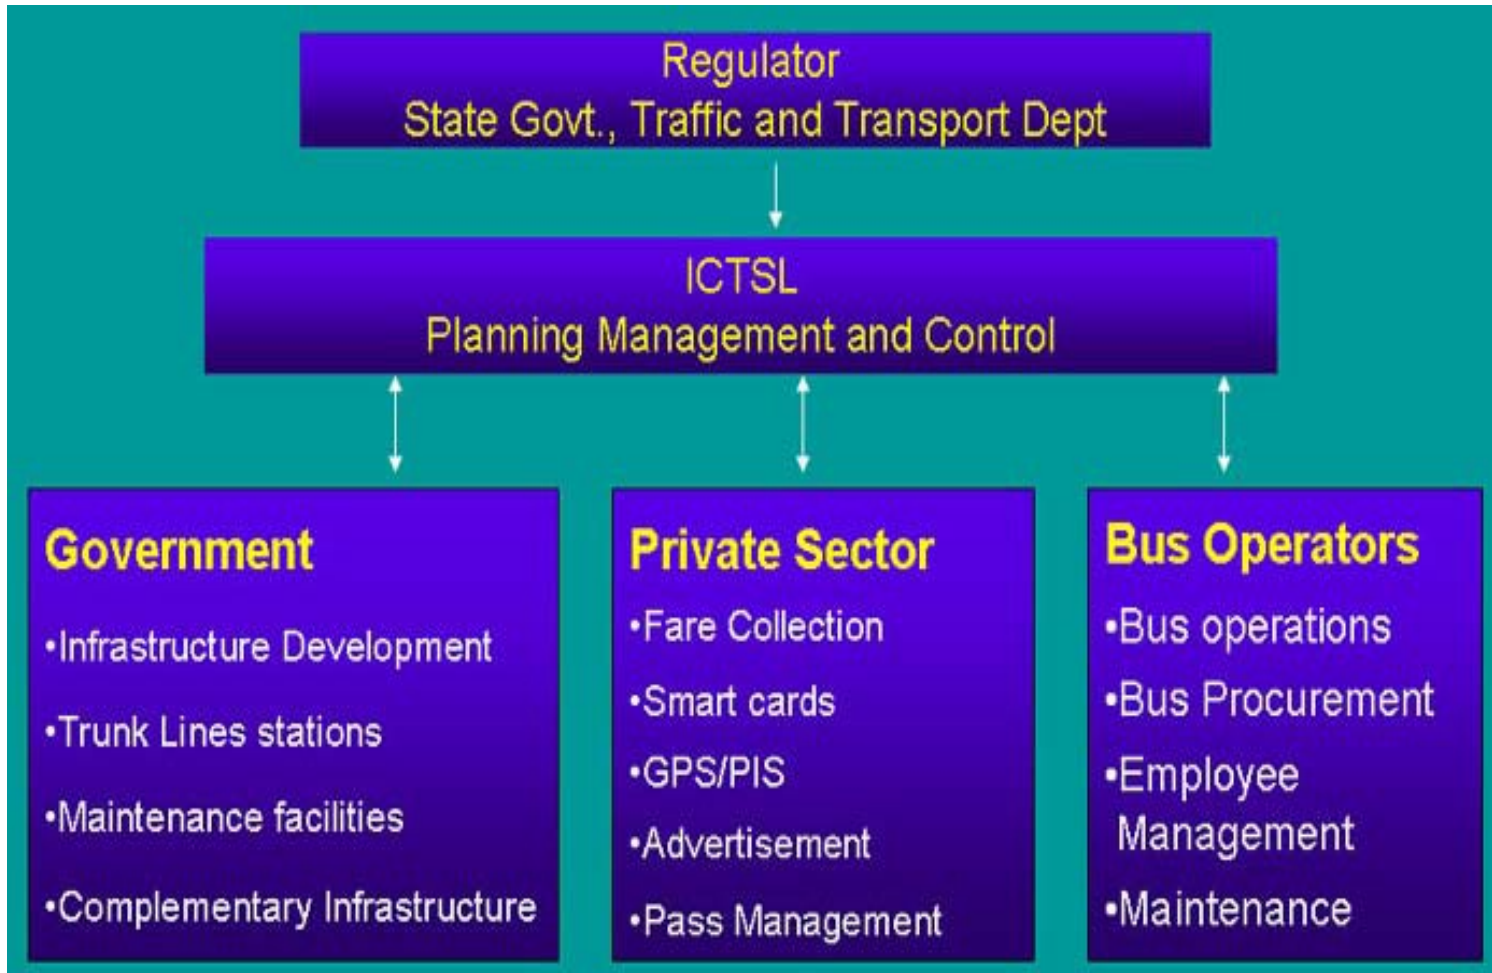 Regulator
State Govt., Traffic and Transport Dept
ICTSL
Planning Management and Control
Government
•Infrastructure Development
•Trunk Lines stations
•Maintenance facilities
•Complementary Infrastructure
Private Sector
•Fare Collection
•Smart cards
•GPS/PIS
•Advertisement
•Pass Management
Bus Operators
•Bus operations
•Bus Procurement
•Employee
Management
•Maintenance